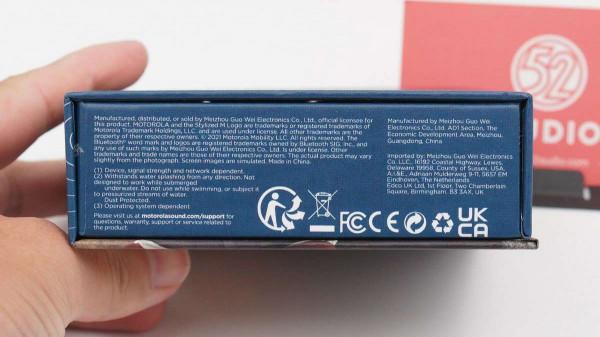 Manufactured, distributed, or sold by Meizhou Guo Wei Electronics Co., Ltd., official licensee for
this product. MOTOROLA and the Stylized M Logo are trademarks or registered trademarks of
Motorola Trademark Holdings, LLC. and are used under license. All other trademarks are the
property of their respective owners. © 2021 Motorola Mobility LLC. All rights reserved. The
Bluetooth® word mark and logos are registered trademarks owned by Bluetooth SIG, Inc., and
any use of such marks by Meizhou Guo Wei Electronics Co. Ltd. is under license. Other
trademarks and trade names are those of their respective owners. The actual product may vary
slightly from the photograph. Screen images are simulated. Made in China.
(1) Device, signal strength and network dependent.
(2) Withstands water splashing from any direction. Not
designed to work while submerged
underwater. Do not use while swimming, or subject it
to pressurized streams of water.
Dust Protected.
(3) Operating system dependent
Please visit us at motorolasound.com/support for
questions, warranty, support or service related to
the product.
Manufactured by Meizhou Guo Wei
Electronics Co., Ltd. AD1 Section, The
Economic Development Area, Meizhou,
Guangdong, China
Imported by: Meizhou Guo Wei Electronics
CO., LLC, 16192 Coastal Highway, Lewes,
Delaware 19958, County of Sussex, USA.
A.I.&E., Adriaan Mulderweg 9-11, 5657 EM
Eindhoven, The Netherlands
Edco UK Ltd, 1st Floor, Two Chamberlain
Square, Birmingham. B3 3AX, UK
FC CE CE
UK
CA
52
UDIO